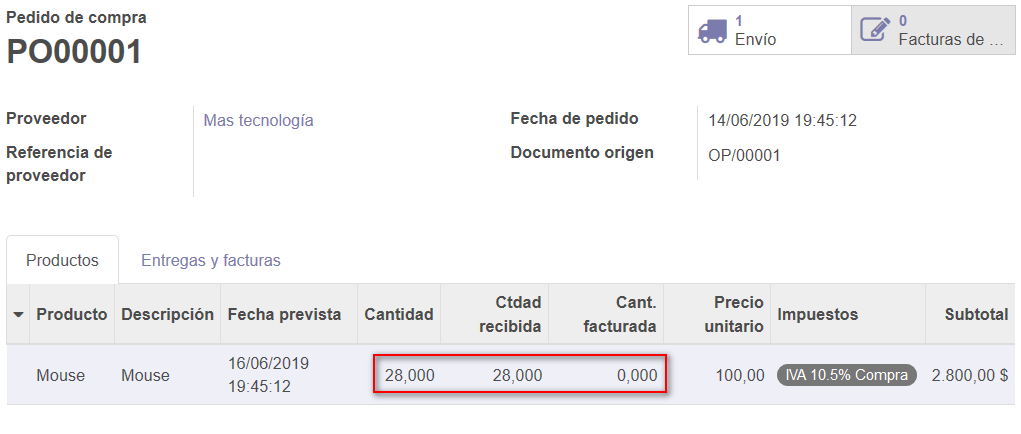 Pedido de compra
PO00001
1
Envío
0
Facturas de ...
Proveedor
Mas tecnología
Referencia de
proveedor
Fecha de pedido
14/06/2019 19:45:12
Documento origen
OP/00001
Productos
Entregas y facturas
Producto
Descripción
Fecha prevista
Cantidad
Ctdad
recibida
Cant.
facturada
Precio
unitario
Impuestos
Subtotal
Mouse
Mouse
16/06/2019
19:45:12
28,000
28,000
0,000
100,00
IVA 10.5% Compra
2.800,00 $